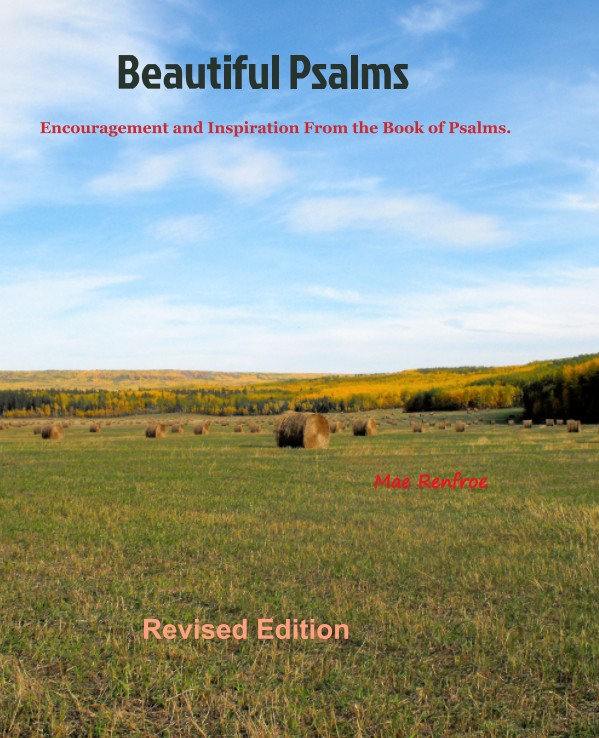 Beautiful Psalms
Encouragement and Inspiration From the Book of Psalms.
Mae Renfroe
Revised Edition